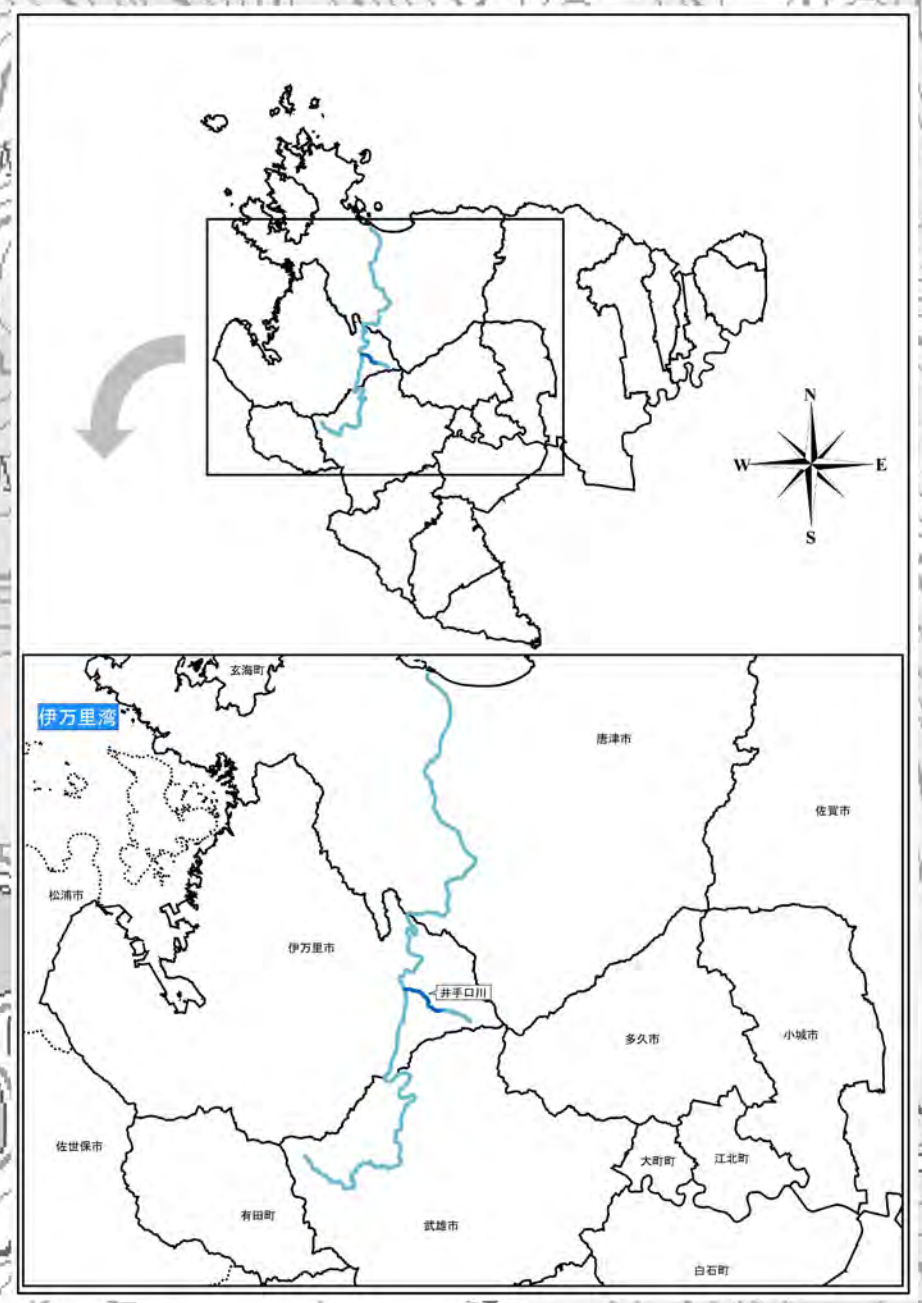 N
W
E
S
玄海町
伊万里湾
唐津市
佐賀市
松浦市
伊万里市
井手口川
多久市
小城市
佐世保市
大町町
江北町
有田町
武雄市
白石町